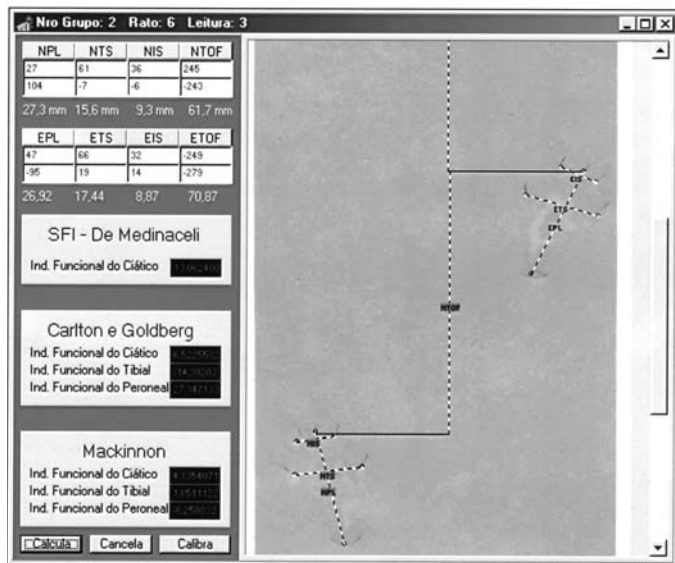 Nro Grupo: 2 Rato: 6 Leitura: 3
NPL NTS NIS NTOF
27 61 36 245
104 -7 -6 -243
27,3 mm 15,6 mm 9,3 mm 61,7 mm
EPL ETS EIS ETOF
47 66 32 -249
-95 19 14 -279
26,92 17,44 8,87 70,87
SFI - De Medinaceli
Ind. Funcional do Ciático
Carlton e Goldberg
Ind. Funcional do Ciático
Ind. Funcional do Tibial
Ind. Funcional do Peroneal
Mackinnon
Ind. Funcional do Ciático
Ind. Funcional do Tibial
Ind. Funcional do Peroneal
Calcula Cancela Calibra
EIS
ETS
EPL
NTOF
NIS
NTS
NPL